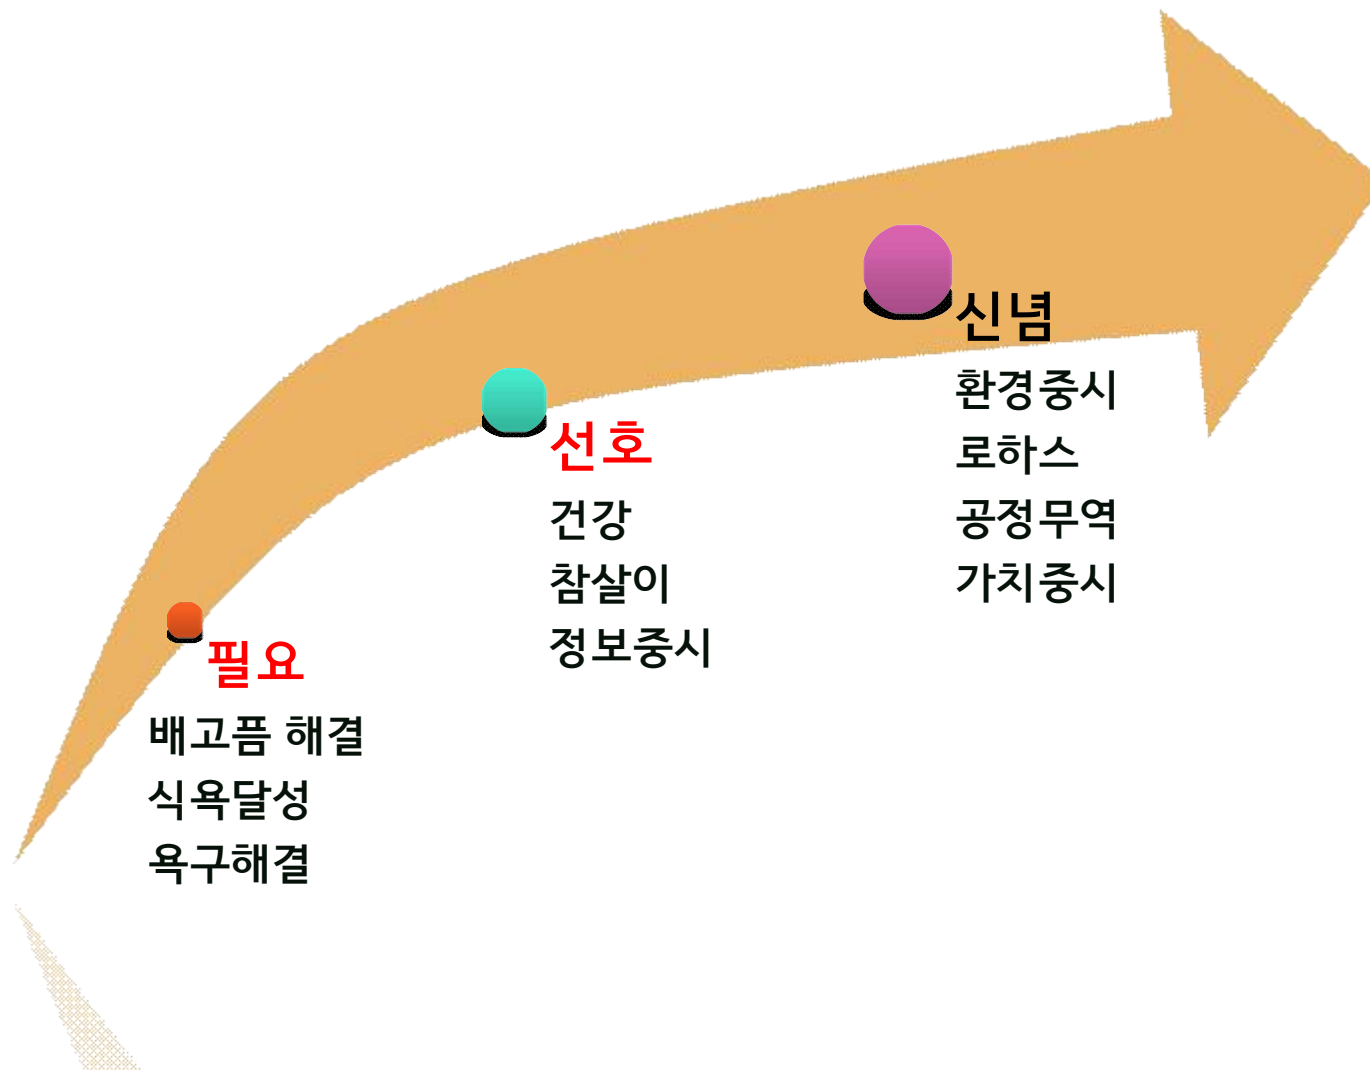 필요
배고픔 해결
식욕달성
욕구해결
선호
건강
참살이
정보중시
신념
환경중시
로하스
공정무역
가치중시